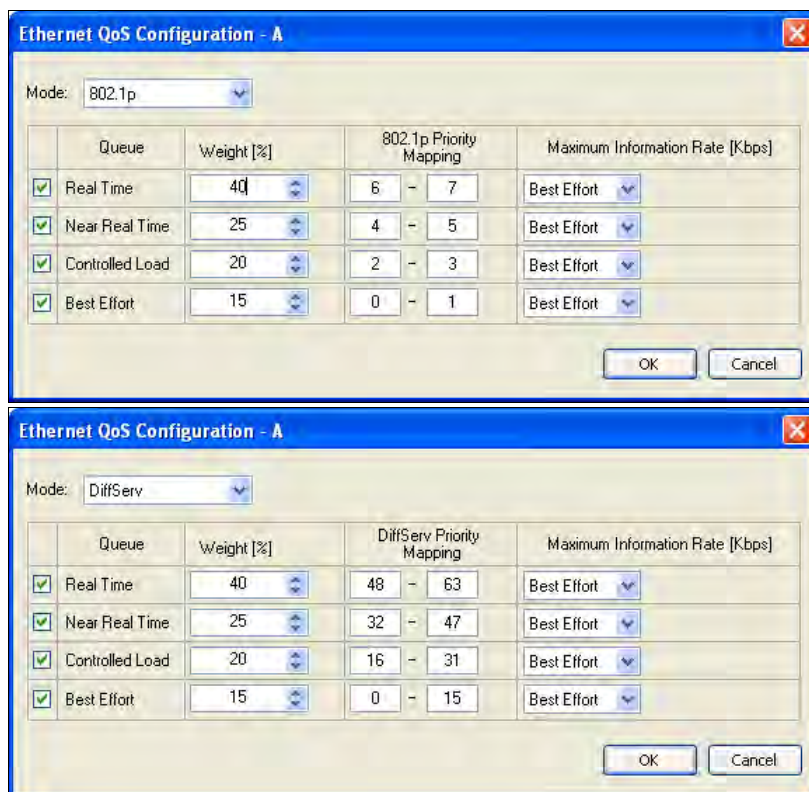 Ethernet QoS Configuration - A
Mode: 802.1p
Queue Weight [%] 802.1p Priority Mapping Maximum Information Rate [Kbps]
Real Time 40 6 - 7 Best Effort
Near Real Time 25 4 - 5 Best Effort
Controlled Load 20 2 - 3 Best Effort
Best Effort 15 0 - 1 Best Effort
OK Cancel
Ethernet QoS Configuration - A
Mode: DiffServ
Queue Weight [%] DiffServ Priority Mapping Maximum Information Rate [Kbps]
Real Time 40 48 - 63 Best Effort
Near Real Time 25 32 - 47 Best Effort
Controlled Load 20 16 - 31 Best Effort
Best Effort 15 0 - 15 Best Effort
OK Cancel